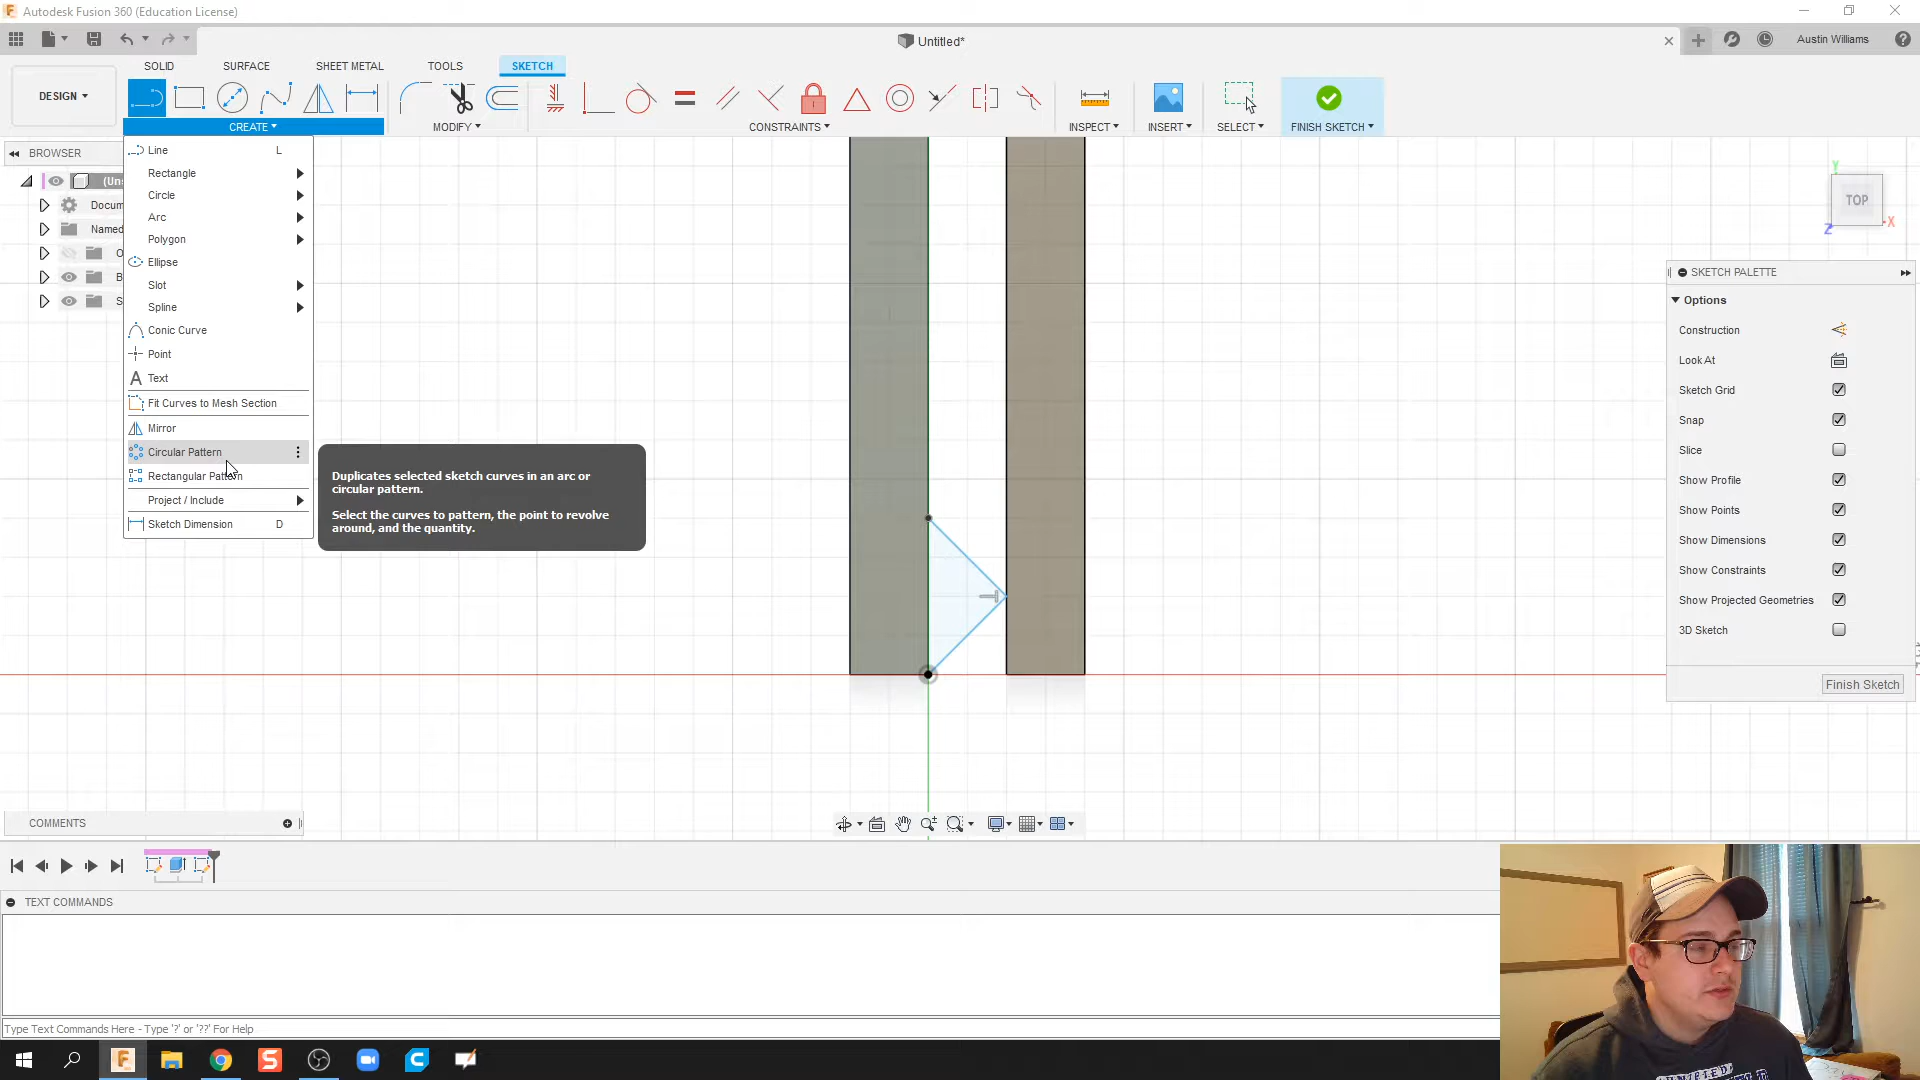 Autodesk Fusion 360 (Education License)
Untitled*
Austin Williams
SOLID
SURFACE
SHEET METAL
TOOLS
SKETCH
DESIGN
CREATE
MODIFY
CONSTRAINTS
INSPECT
INSERT
SELECT
FINISH SKETCH
BROWSER
(Un
Docum
Named
O
B
S
Line L
Rectangle
Circle
Arc
Polygon
Ellipse
Slot
Spline
Conic Curve
Point
Text
Fit Curves to Mesh Section
Mirror
Circular Pattern
Rectangular Pattern
Project / Include
Sketch Dimension D
Duplicates selected sketch curves in an arc or
circular pattern.
Select the curves to pattern, the point to revolve
around, and the quantity.
Y
TOP
X
Z
SKETCH PALETTE
Options
Construction
Look At
Sketch Grid
Snap
Slice
Show Profile
Show Points
Show Dimensions
Show Constraints
Show Projected Geometries
3D Sketch
Finish Sketch
COMMENTS
TEXT COMMANDS
Type Text Commands Here - Type '?' or '??' For Help